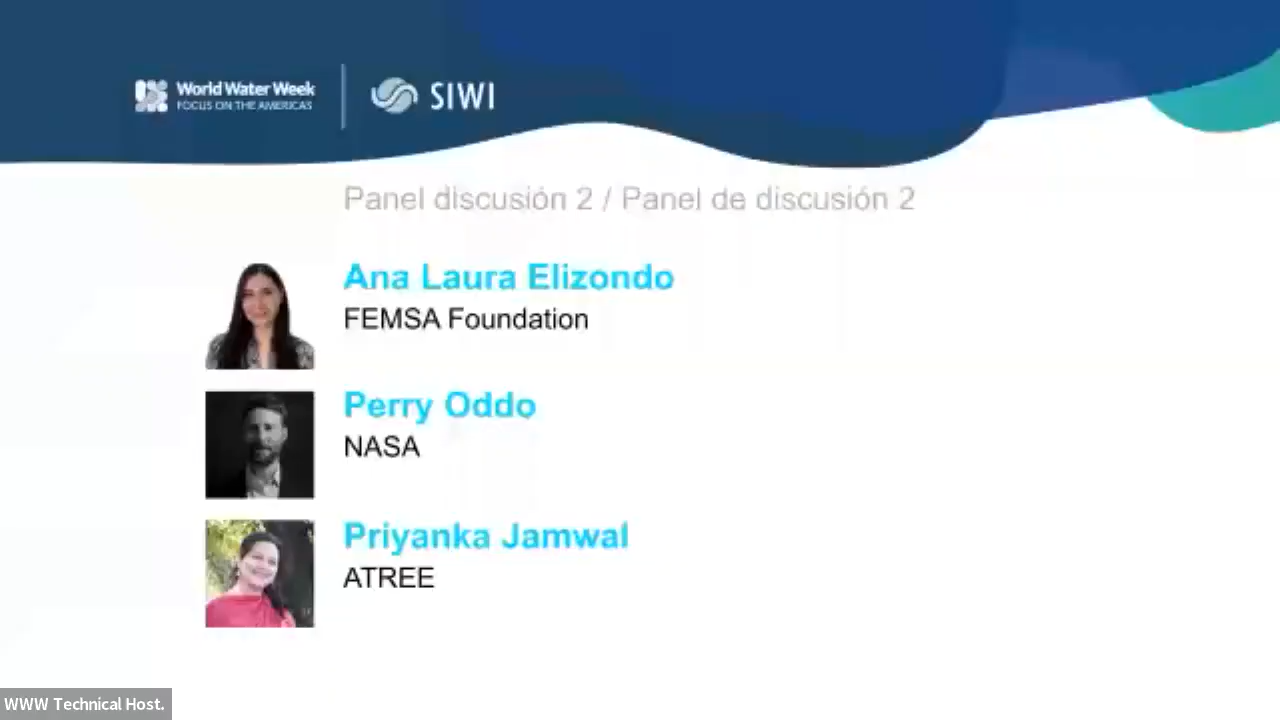 World Water Week
FOCUS ON THE AMERICAS
SIWI
Panel discusión 2 / Panel de discusión 2
Ana Laura Elizondo
FEMSA Foundation
Perry Oddo
NASA
Priyanka Jamwal
ATREE
WWW Technical Host.